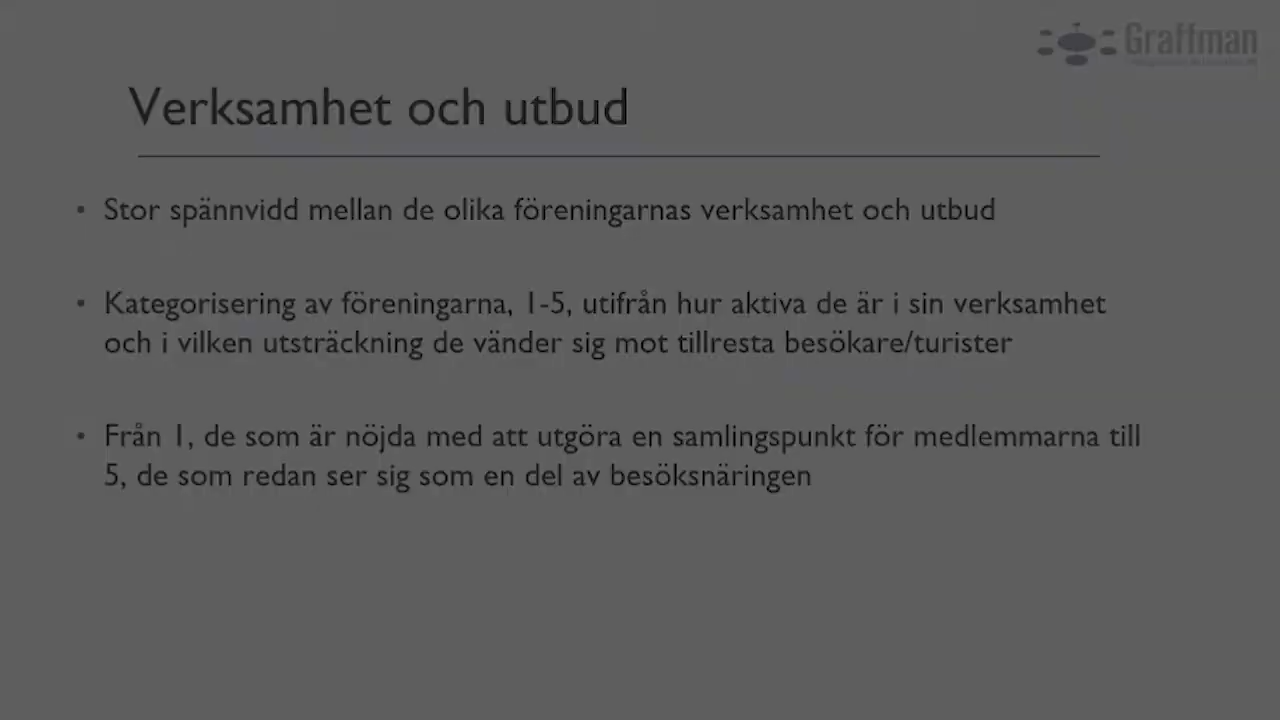 Graffman
Verksamhet och utbud
• Stor spännvidd mellan de olika föreningarnas verksamhet och utbud
• Kategorisering av föreningarna, 1-5, utifrån hur aktiva de är i sin verksamhet
och i vilken utsträckning de vänder sig mot tillresta besökare/turister
• Från 1, de som är nöjda med att utgöra en samlingspunkt för medlemmarna till
5, de som redan ser sig som en del av besöksnäringen